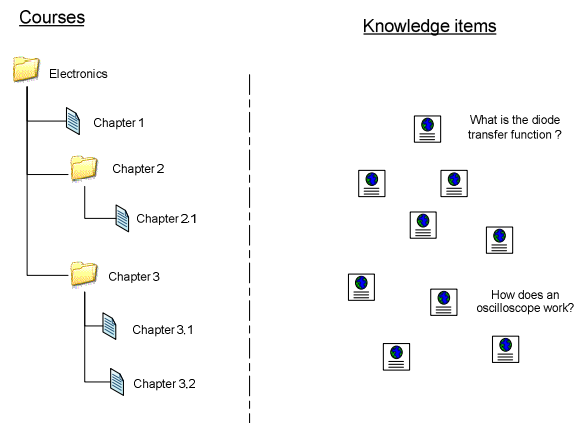 Courses
Knowledge items
Electronics
Chapter 1
Chapter 2
Chapter 2.1
Chapter 3
Chapter 3.1
Chapter 3.2
What is the diode
transfer function ?
How does an
oscilloscope work?